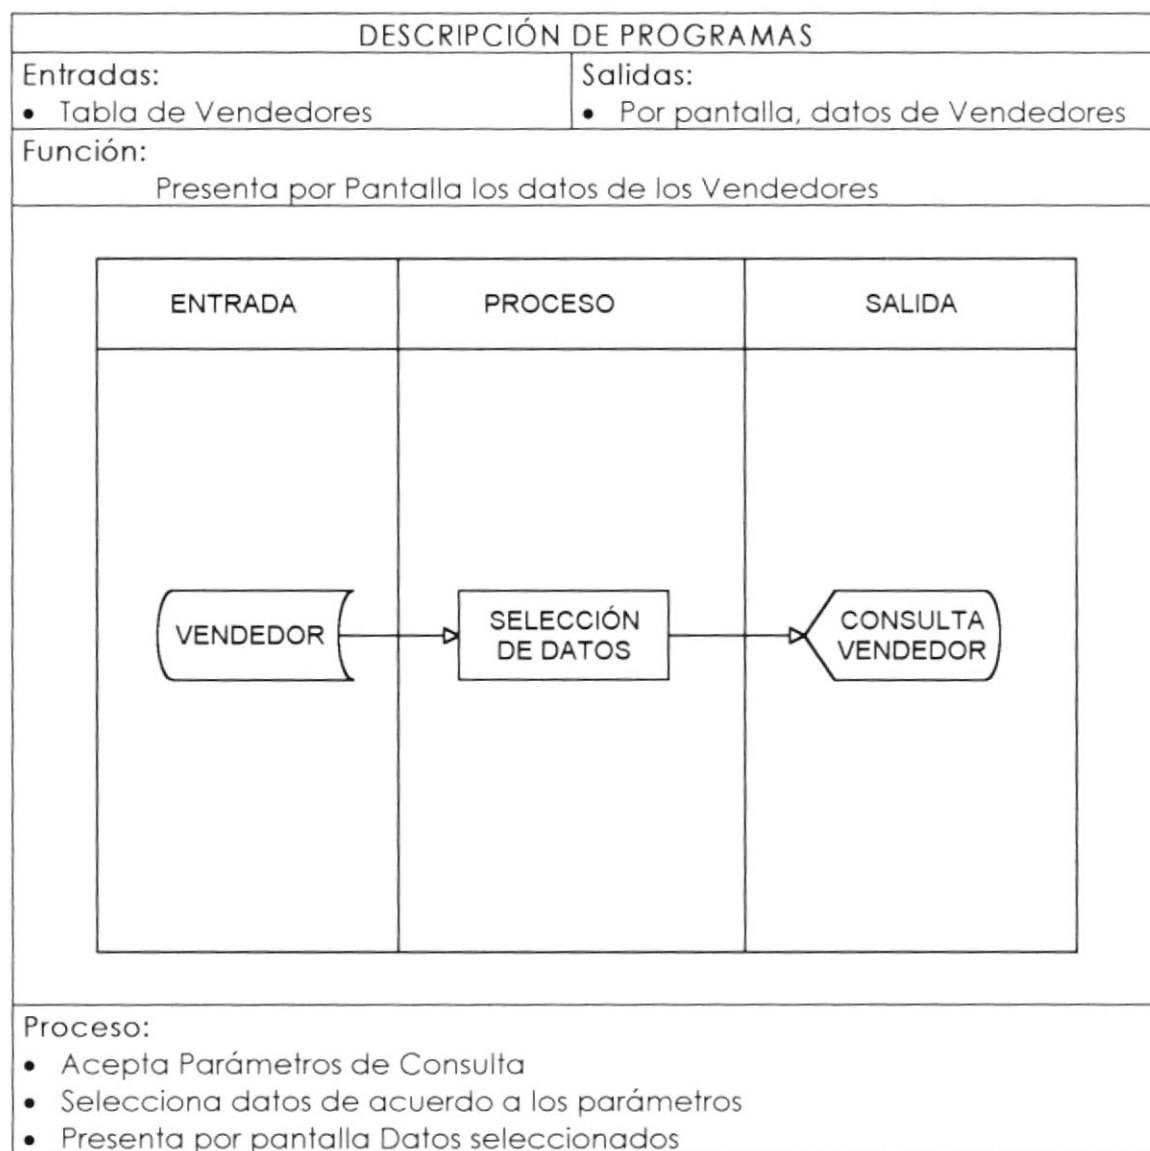 DESCRIPCIÓN DE PROGRAMAS
Entradas:
• Tabla de Vendedores
Salidas:
• Por pantalla, datos de Vendedores
Función:
Presenta por Pantalla los datos de los Vendedores
ENTRADA
PROCESO
SALIDA
VENDEDOR
SELECCIÓN
DE DATOS
CONSULTA
VENDEDOR
Proceso:
• Acepta Parámetros de Consulta
• Selecciona datos de acuerdo a los parámetros
• Presenta por pantalla Datos seleccionados